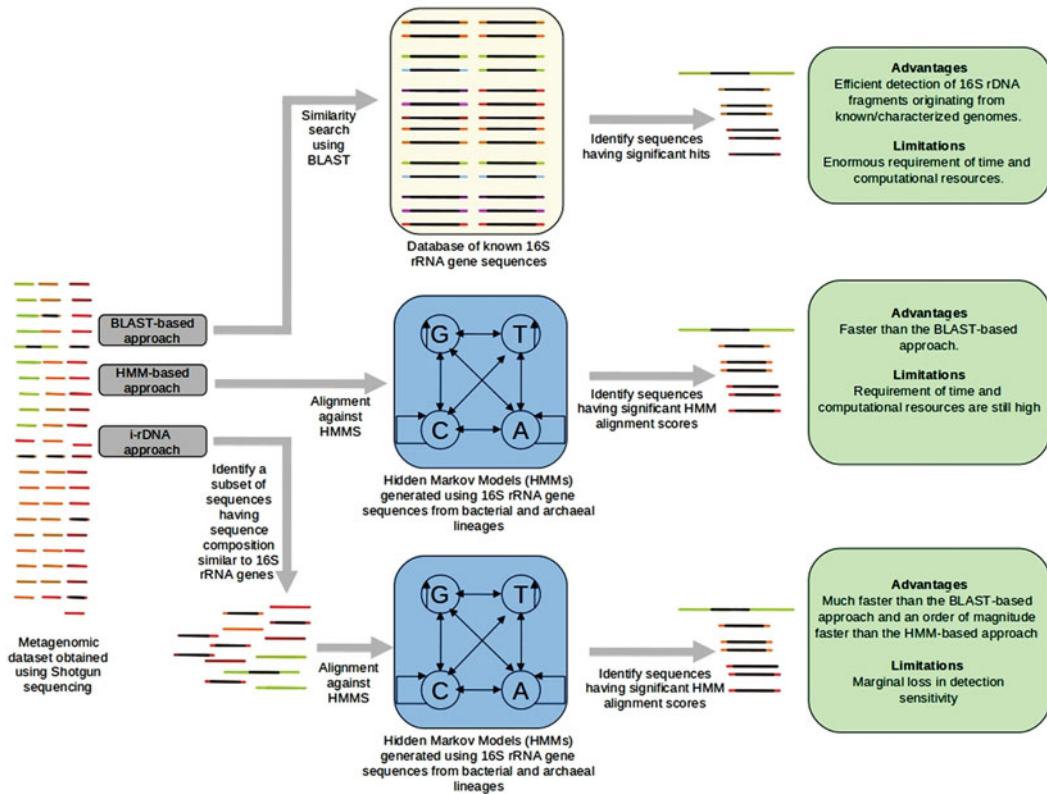 Similarity
search
using
BLAST
Database of known 16S
rRNA gene sequences
Identify sequences
having significant hits
Advantages
Efficient detection of 16S rDNA
fragments originating from
known/characterized genomes.
Limitations
Enormous requirement of time and
computational resources.
BLAST-based
approach
HMM-based
approach
i-rDNA
approach
Metagenomic
dataset obtained
using Shotgun
sequencing
Alignment
against
HMMS
G
T
C
A
Hidden Markov Models (HMMs)
generated using 16S rRNA gene
sequences from bacterial and archaeal
lineages
Identify sequences
having significant HMM
alignment scores
Advantages
Faster than the BLAST-based
approach.
Limitations
Requirement of time and
computational resources are still high
Identify a
subset of
sequences
having
sequence
composition
similar to 16S
rRNA genes
Alignment
against
HMMS
G
T
C
A
Hidden Markov Models (HMMs)
generated using 16S rRNA gene
sequences from bacterial and archaeal
lineages
Identify sequences
having significant HMM
alignment scores
Advantages
Much faster than the BLAST-based
approach and an order of magnitude
faster than the HMM-based approach
Limitations
Marginal loss in detection
sensitivity